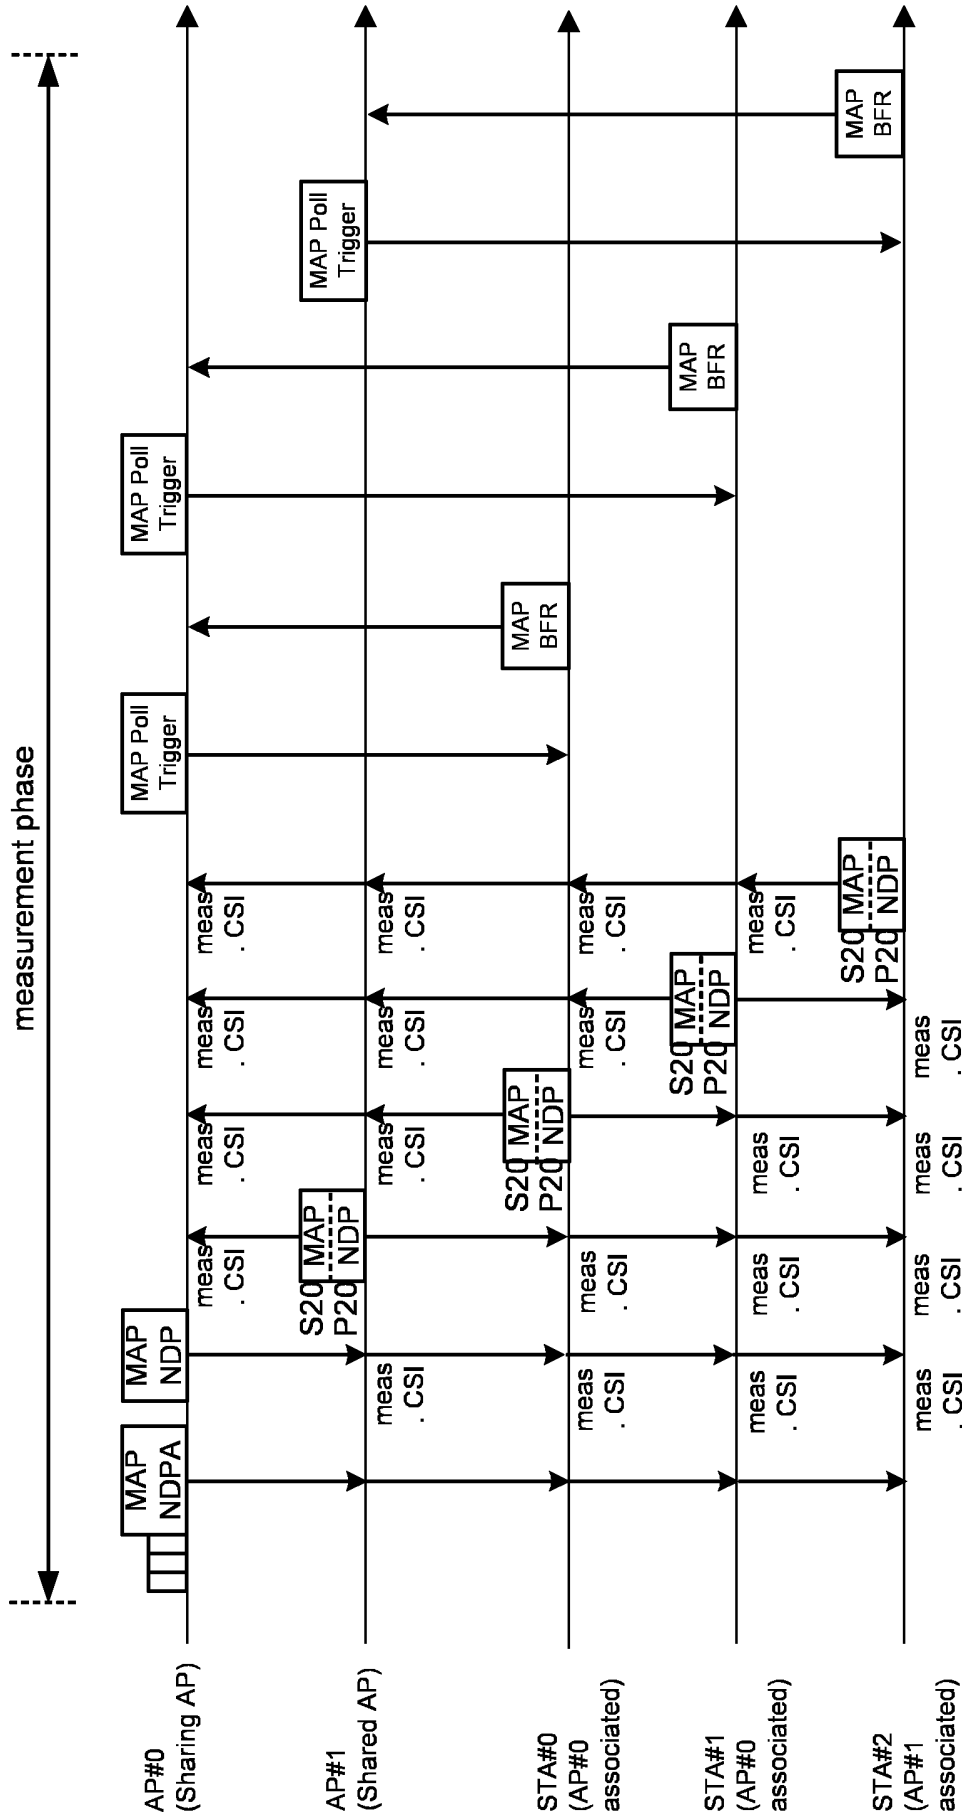 measurement phase
AP#0
(Sharing AP)
MAP
NDPA
MAP
NDP
meas
. CSI
meas
. CSI
meas
. CSI
meas
. CSI
MAP Poll
Trigger
MAP Poll
Trigger
AP#1
(Shared AP)
meas
. CSI
S20
P20
MAP
NDP
meas
. CSI
meas
. CSI
meas
. CSI
MAP Poll
Trigger
STA#0
(AP#0
associated)
meas
. CSI
meas
. CSI
S20
P20
MAP
NDP
meas
. CSI
meas
. CSI
MAP
BFR
STA#1
(AP#0
associated)
meas
. CSI
meas
. CSI
meas
. CSI
S20
P20
MAP
NDP
meas
. CSI
MAP
BFR
STA#2
(AP#1
associated)
meas
. CSI
meas
. CSI
meas
. CSI
meas
. CSI
S20
P20
MAP
NDP
MAP
BFR